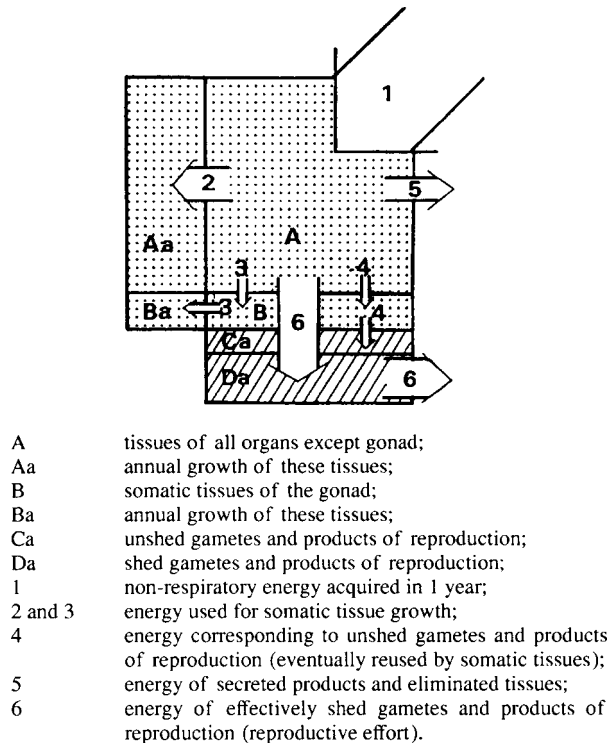 1
2
5
Aa
A
3
4
Ba
3
B
6
4
Ca
Da
6
A tissues of all organs except gonad;
Aa annual growth of these tissues;
B somatic tissues of the gonad;
Ba annual growth of these tissues;
Ca unshed gametes and products of reproduction;
Da shed gametes and products of reproduction;
1 non-respiratory energy acquired in 1 year;
2 and 3 energy used for somatic tissue growth;
4 energy corresponding to unshed gametes and products
of reproduction (eventually reused by somatic tissues);
5 energy of secreted products and eliminated tissues;
6 energy of effectively shed gametes and products of
reproduction (reproductive effort).